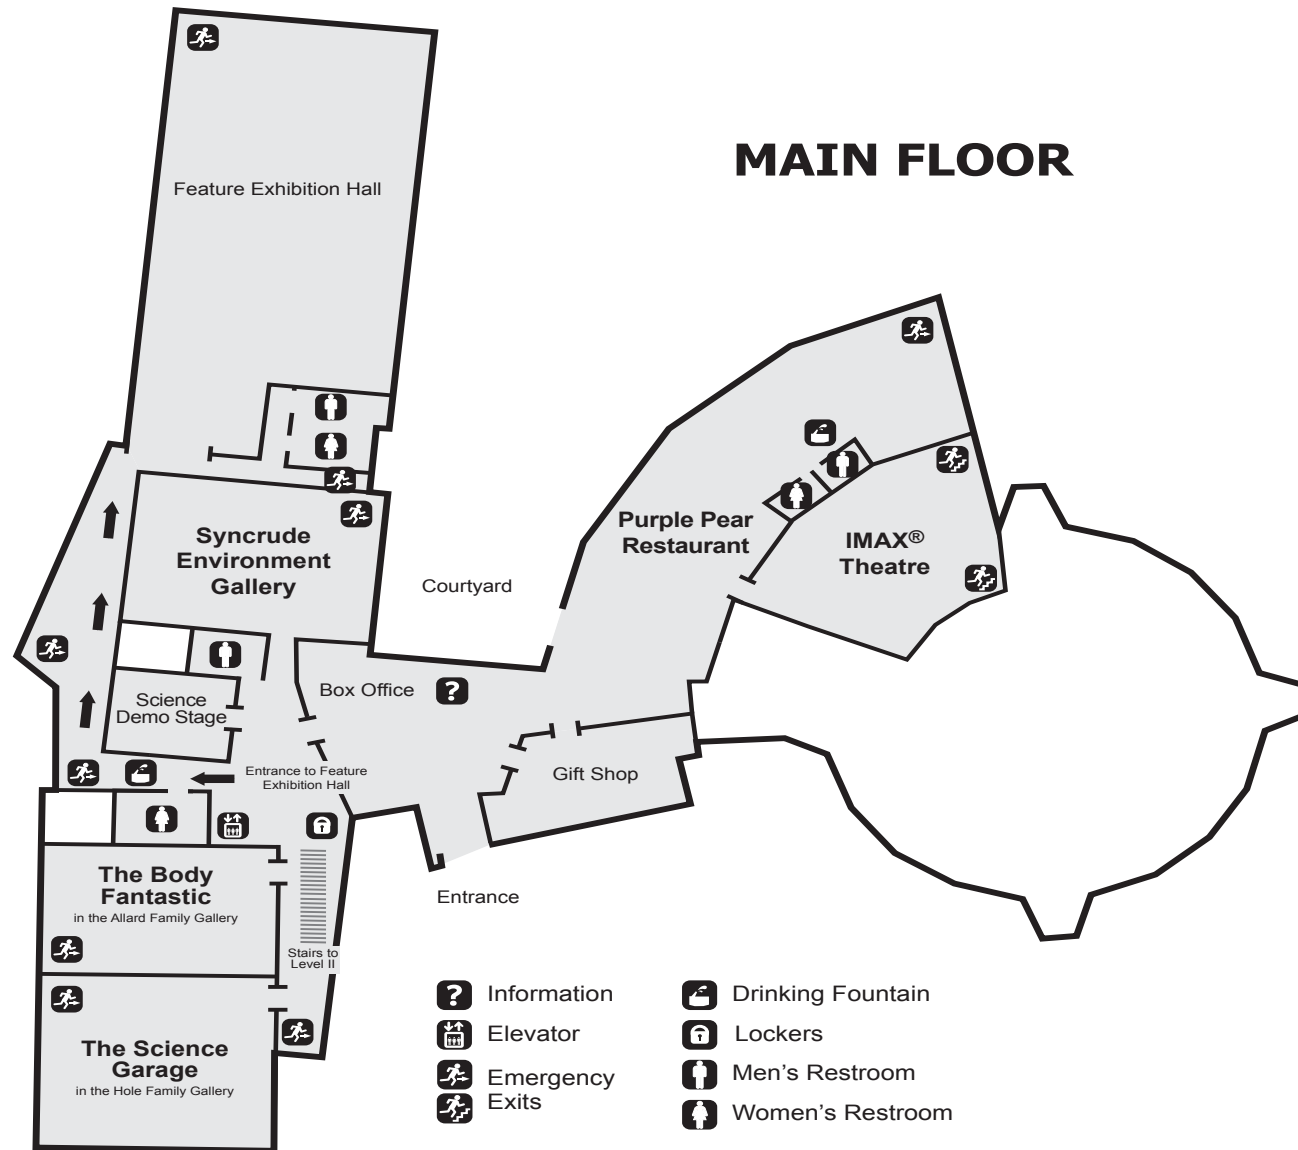 MAIN FLOOR
Feature Exhibition Hall
Syncrude
Environment
Gallery
Purple Pear
Restaurant
IMAX®
Theatre
Courtyard
Box Office
?
Science
Demo Stage
Entrance to Feature
Exhibition Hall
Gift Shop
The Body
Fantastic
in the Allard Family Gallery
Entrance
Stairs to
Level II
The Science
Garage
in the Hole Family Gallery
? Information
Elevator
Emergency
Exits
Drinking Fountain
Lockers
Men's Restroom
Women's Restroom